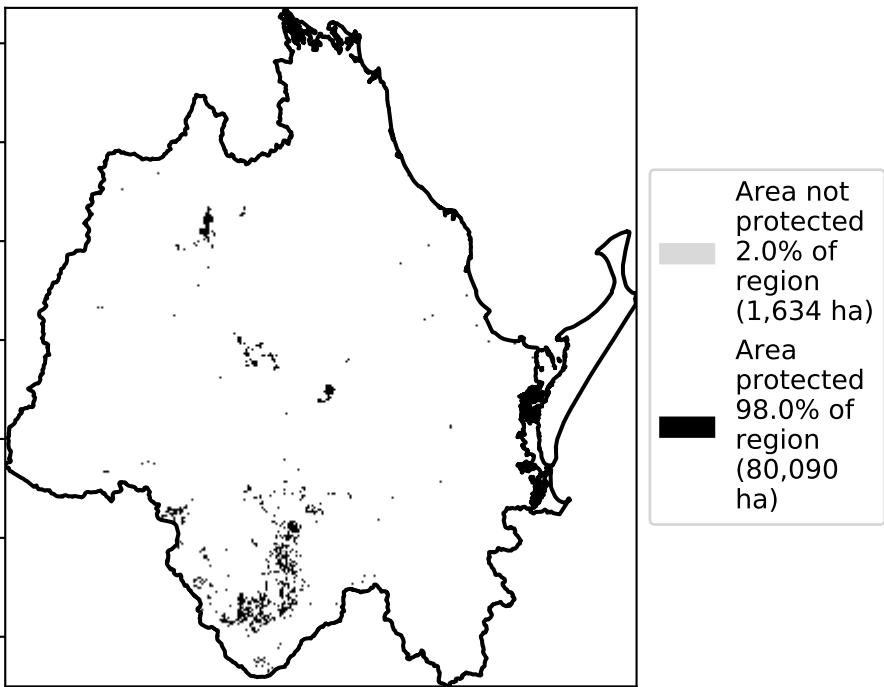 Area not
protected
2.0% of
region
(1,634 ha)
Area
protected
98.0% of
region
(80,090
ha)